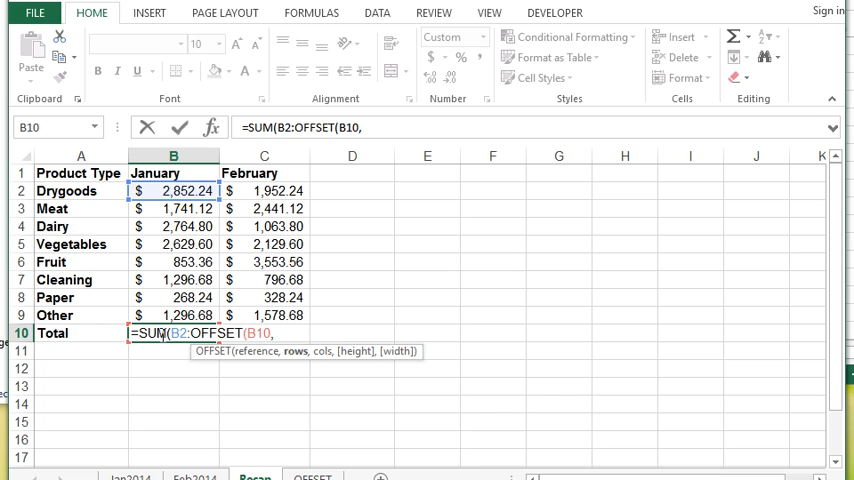 Sign in
FILE HOME INSERT PAGE LAYOUT FORMULAS DATA REVIEW VIEW DEVELOPER
Paste
10 A A
B I U A
Custom
$ % ,
Conditional Formatting
Format as Table
Cell Styles
Insert
Delete
Format
Clipboard Font Alignment Number Styles Cells Editing
B10 fx =SUM(B2:OFFSET(B10,
A B C D E F G H I J K
1 Product Type January February
2 Drygoods $ 2,852.24 $ 1,952.24
3 Meat $ 1,741.12 $ 2,441.12
4 Dairy $ 2,764.80 $ 1,063.80
5 Vegetables $ 2,629.60 $ 2,129.60
6 Fruit $ 853.36 $ 3,553.56
7 Cleaning $ 1,296.68 $ 796.68
8 Paper $ 268.24 $ 328.24
9 Other $ 1,296.68 $ 1,578.68
10 Total =SUM(B2:OFFSET(B10,
11 OFFSET(reference, rows, cols, [height], [width])
12
13
14
15
16
17
Jan2014 Feb2014 Recap OFFSET